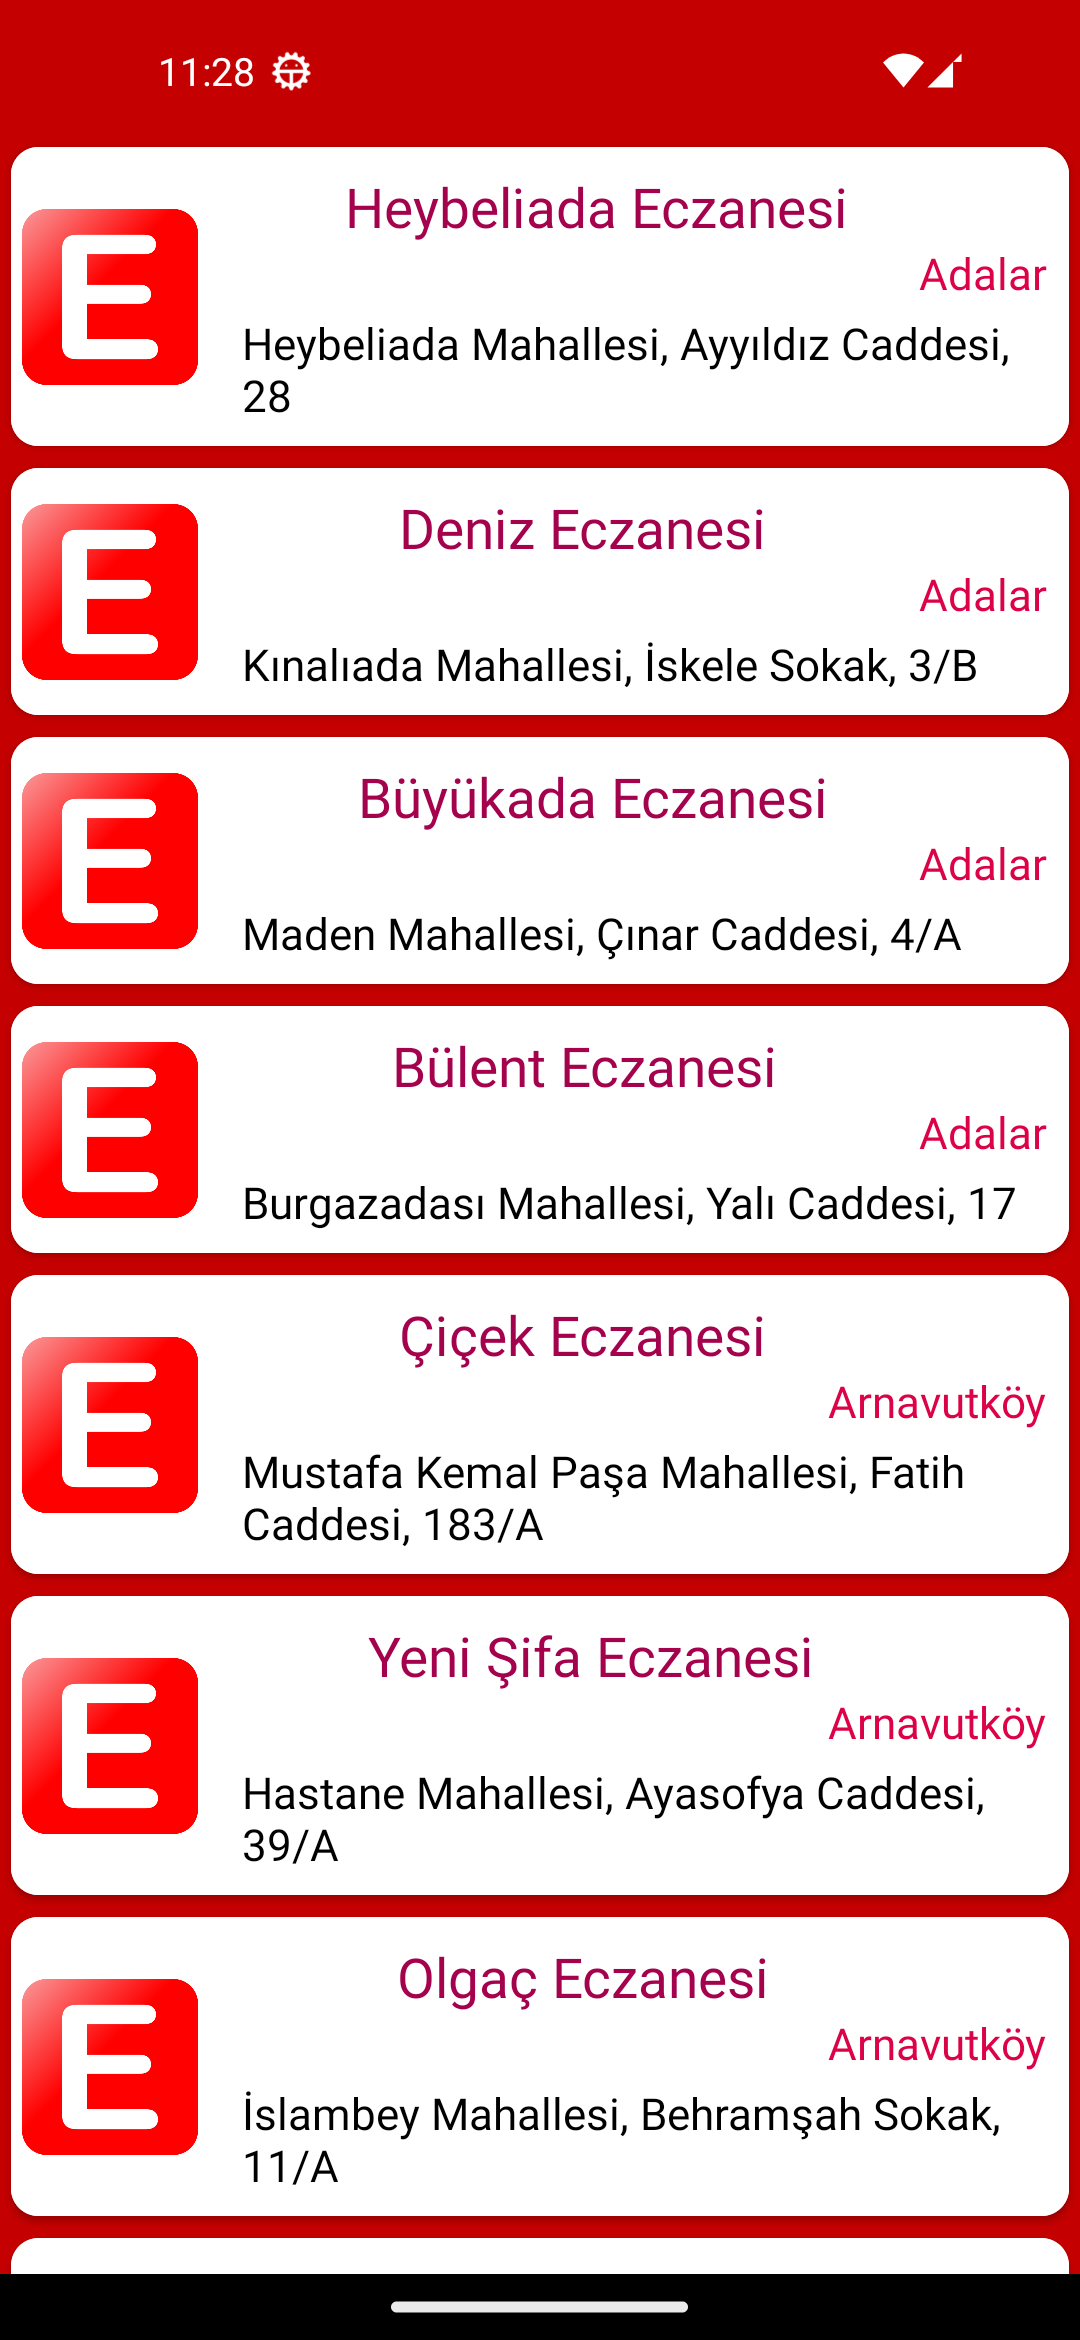 11:28
Heybeliada Eczanesi
Adalar
Heybeliada Mahallesi, Ayyıldız Caddesi,
28
E
Deniz Eczanesi
Adalar
Kınalıada Mahallesi, İskele Sokak, 3/B
E
Büyükada Eczanesi
Adalar
Maden Mahallesi, Çınar Caddesi, 4/A
E
Bülent Eczanesi
Adalar
Burgazadası Mahallesi, Yalı Caddesi, 17
E
Çiçek Eczanesi
Arnavutköy
Mustafa Kemal Paşa Mahallesi, Fatih
Caddesi, 183/A
E
Yeni Şifa Eczanesi
Arnavutköy
Hastane Mahallesi, Ayasofya Caddesi,
39/A
E
Olgaç Eczanesi
Arnavutköy
İslambey Mahallesi, Behramşah Sokak,
11/A
E